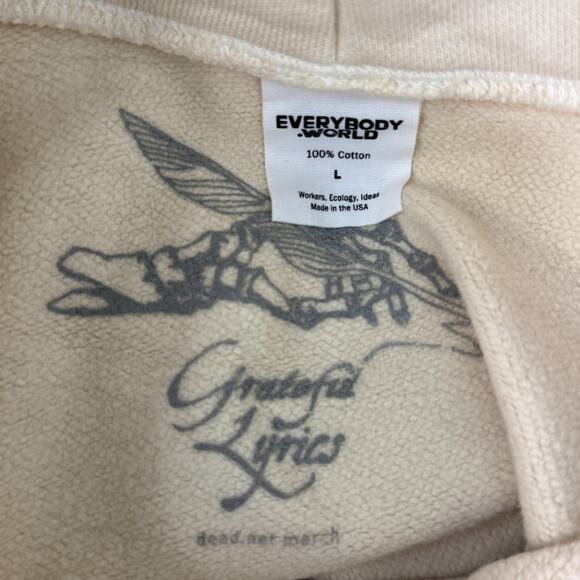 EVERYBODY
.WORLD
100% Cotton
L
Workers, Ecology, Ideas
Made in the USA
Grateful
Lyrics
dead.net merch